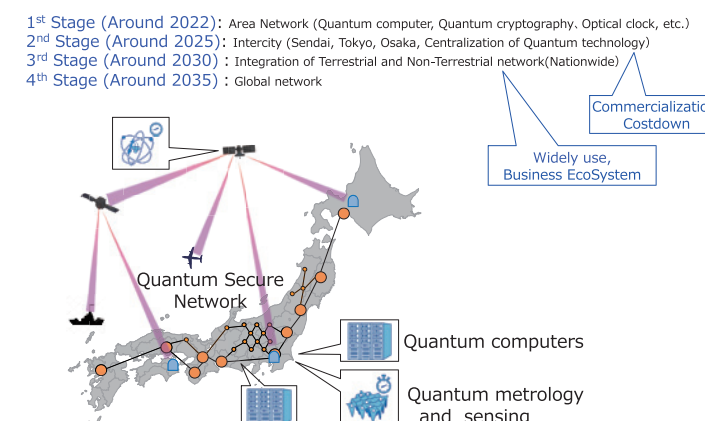 1st Stage (Around 2022): Area Network (Quantum computer, Quantum cryptography、Optical clock, etc.)
2nd Stage (Around 2025): Intercity (Sendai, Tokyo, Osaka, Centralization of Quantum technology)
3rd Stage (Around 2030) : Integration of Terrestrial and Non-Terrestrial network(Nationwide)
4th Stage (Around 2035) : Global network
Commercializatio
Costdown
Widely use,
Business EcoSystem
Quantum Secure
Network
Quantum computers
Quantum metrology
and sensing